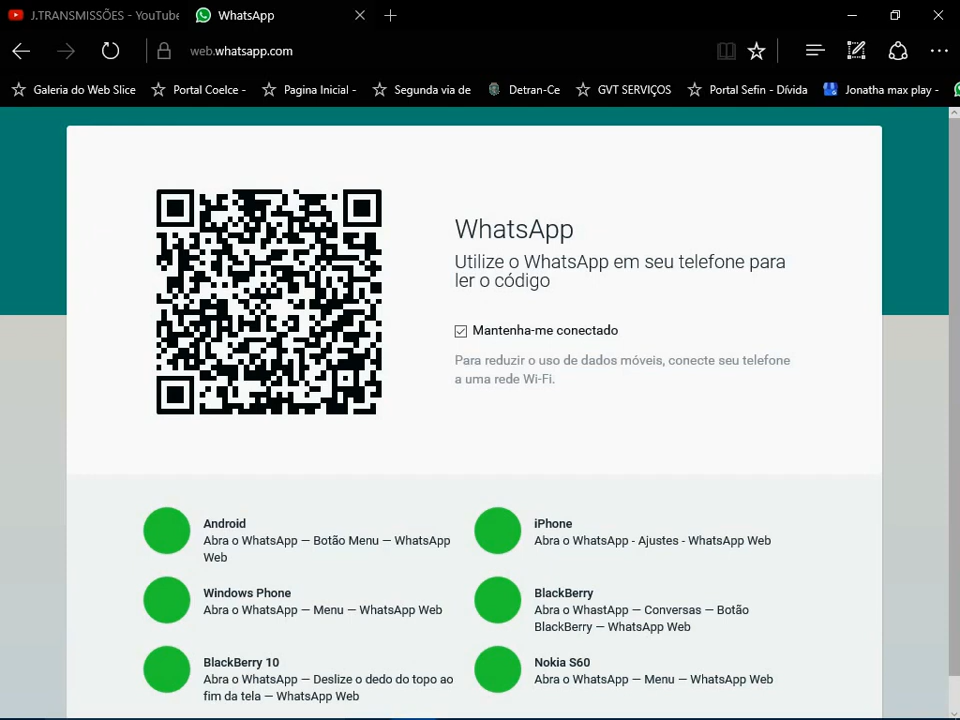 J.TRANSMISSÕES - YouTube
WhatsApp
web.whatsapp.com
Galeria do Web Slice
Portal Coelce -
Pagina Inicial -
Segunda via de
Detran-Ce
GVT SERVIÇOS
Portal Sefin - Dívida
Jonatha max play -
WhatsApp
Utilize o WhatsApp em seu telefone para
ler o código
Mantenha-me conectado
Para reduzir o uso de dados móveis, conecte seu telefone
a uma rede Wi-Fi.
Android
Abra o WhatsApp — Botão Menu — WhatsApp
Web
iPhone
Abra o WhatsApp - Ajustes - WhatsApp Web
Windows Phone
Abra o WhatsApp — Menu — WhatsApp Web
BlackBerry
Abra o WhastApp — Conversas — Botão
BlackBerry — WhatsApp Web
BlackBerry 10
Abra o WhatsApp — Deslize o dedo do topo ao
fim da tela — WhatsApp Web
Nokia S60
Abra o WhatsApp — Menu — WhatsApp Web